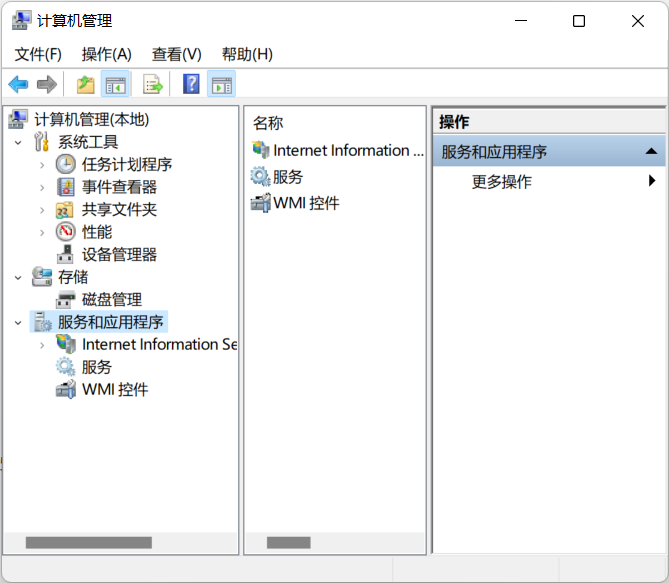 计算机管理
文件(F) 操作(A) 查看(V) 帮助(H)
计算机管理(本地)
系统工具
任务计划程序
事件查看器
共享文件夹
性能
设备管理器
存储
磁盘管理
服务和应用程序
Internet Information Se
服务
WMI 控件
名称
Internet Information ...
服务
WMI 控件
操作
服务和应用程序
更多操作